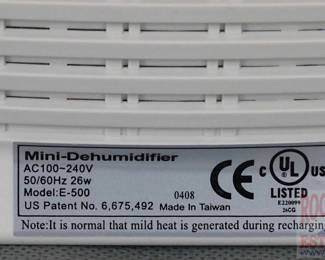 Mini-Dehumidifier
AC100~240V
50/60Hz 26w
Model: E-500
0408
US Patent No. 6,675,492 Made In Taiwan
CE
C UL US
LISTED
E220099
26CG
Note:It is normal that mild heat is generated during recharging